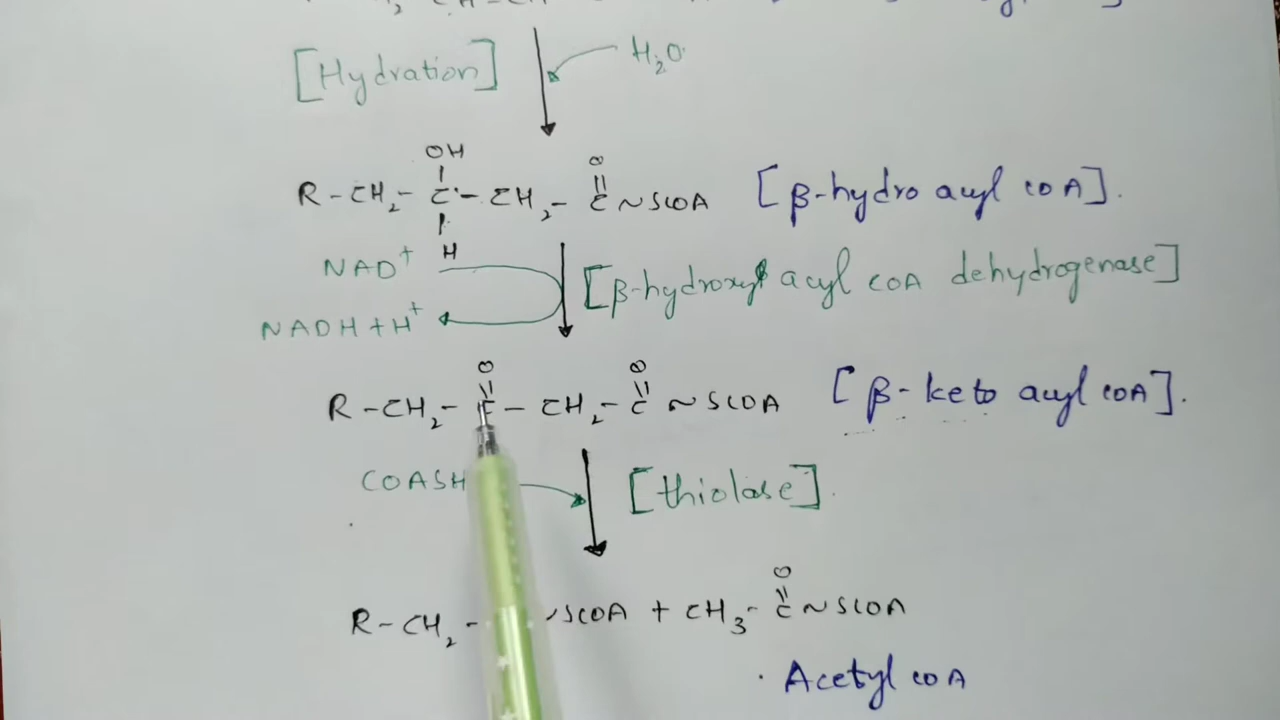 [Hydration] H₂O
OH O
R-CH₂-C-CH₂-C~SCOA [β-hydro acyl COA].
H
NAD⁺ [β-hydroxy acyl COA dehydrogenase]
NADH+H⁺
O O
R-CH₂-C-CH₂-C~SCOA [β-keto acyl COA].
COASH [thiolase].
O
R-CH₂- ~SCOA + CH₃-C~SCOA
Acetyl COA